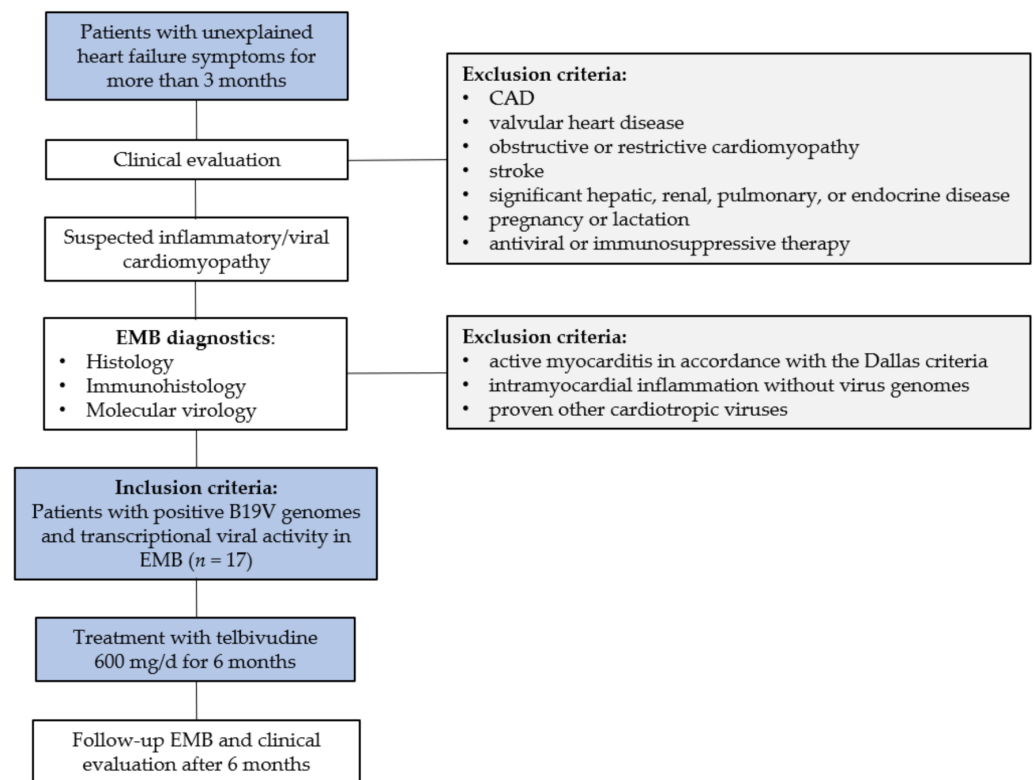 Patients with unexplained
heart failure symptoms for
more than 3 months
Clinical evaluation
Exclusion criteria:
• CAD
• valvular heart disease
• obstructive or restrictive cardiomyopathy
• stroke
• significant hepatic, renal, pulmonary, or endocrine disease
• pregnancy or lactation
• antiviral or immunosuppressive therapy
Suspected inflammatory/viral
cardiomyopathy
EMB diagnostics:
• Histology
• Immunohistology
• Molecular virology
Exclusion criteria:
• active myocarditis in accordance with the Dallas criteria
• intramyocardial inflammation without virus genomes
• proven other cardiotropic viruses
Inclusion criteria:
Patients with positive B19V genomes
and transcriptional viral activity in
EMB (n = 17)
Treatment with telbivudine
600 mg/d for 6 months
Follow-up EMB and clinical
evaluation after 6 months